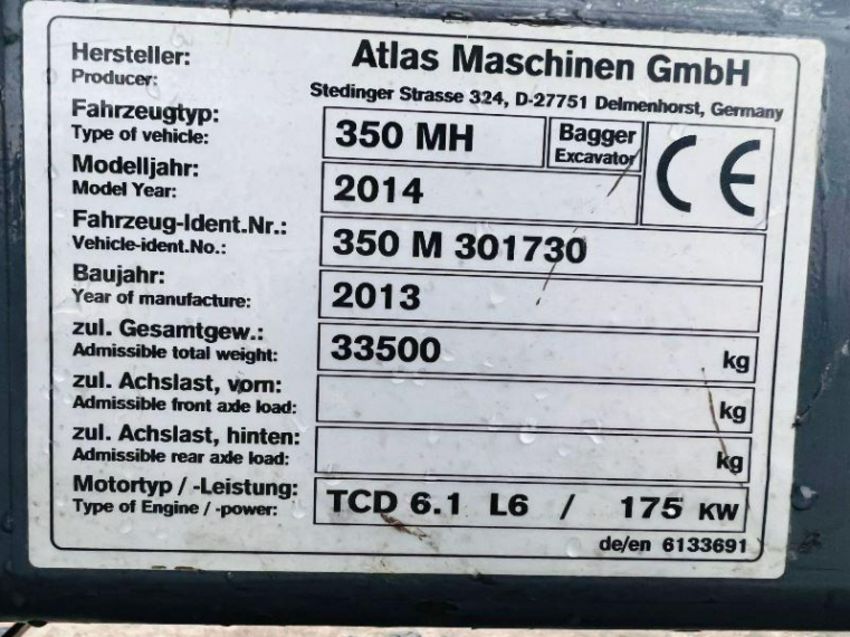 Hersteller: Atlas Maschinen GmbH
Producer: Stedinger Strasse 324, D-27751 Delmenhorst, Germany
Fahrzeugtyp:
Type of vehicle: 350 MH Bagger
Excavator CE
Modelljahr:
Model Year: 2014
Fahrzeug-Ident.Nr.:
Vehicle-ident.No.: 350 M 301730
Baujahr:
Year of manufacture: 2013
zul. Gesamtgew.:
Admissible total weight: 33500 kg
zul. Achslast, vorn:
Admissible front axle load: kg
zul. Achslast, hinten:
Admissible rear axle load: kg
Motortyp / -Leistung:
Type of Engine / -power: TCD 6.1 L6 / 175 KW
de/en 6133691